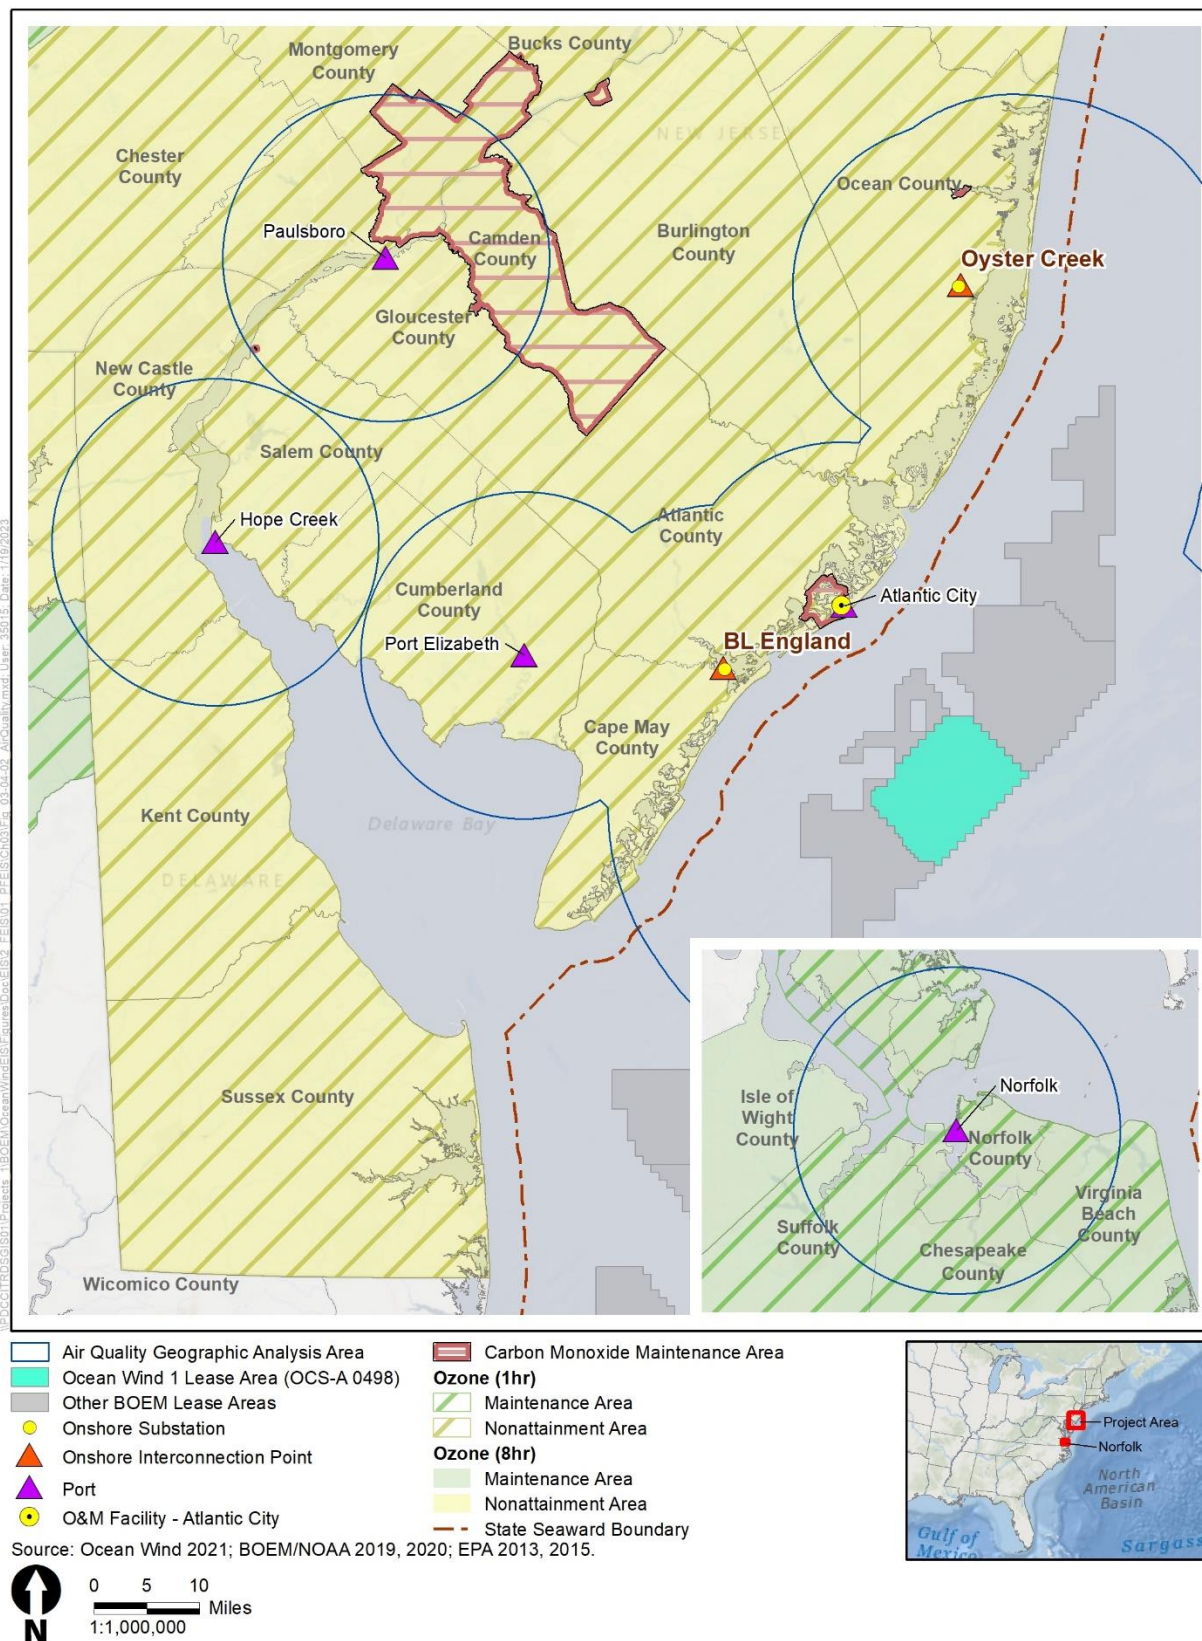 Montgomery
County
Bucks County
NEW JERSEY
Chester
County
Ocean County
Paulsboro
Camden
County
Burlington
County
Oyster Creek
Gloucester
County
New Castle
County
Salem County
Hope Creek
Atlantic
County
Cumberland
County
Atlantic City
Port Elizabeth
BL England
Cape May
County
Kent County
Delaware Bay
DELAWARE
Sussex County
Wicomico County
Isle of
Wight
County
Norfolk
Norfolk
County
Virginia
Beach
County
Suffolk
County
Chesapeake
County
Air Quality Geographic Analysis Area
Ocean Wind 1 Lease Area (OCS-A 0498)
Other BOEM Lease Areas
Onshore Substation
Onshore Interconnection Point
Port
O&M Facility - Atlantic City
Carbon Monoxide Maintenance Area
Ozone (1hr)
Maintenance Area
Nonattainment Area
Ozone (8hr)
Maintenance Area
Nonattainment Area
State Seaward Boundary
Project Area
Norfolk
North
American
Basin
Gulf of
Mexico
Sargass
Source: Ocean Wind 2021; BOEM/NOAA 2019, 2020; EPA 2013, 2015.
N
0 5 10
Miles
1:1,000,000